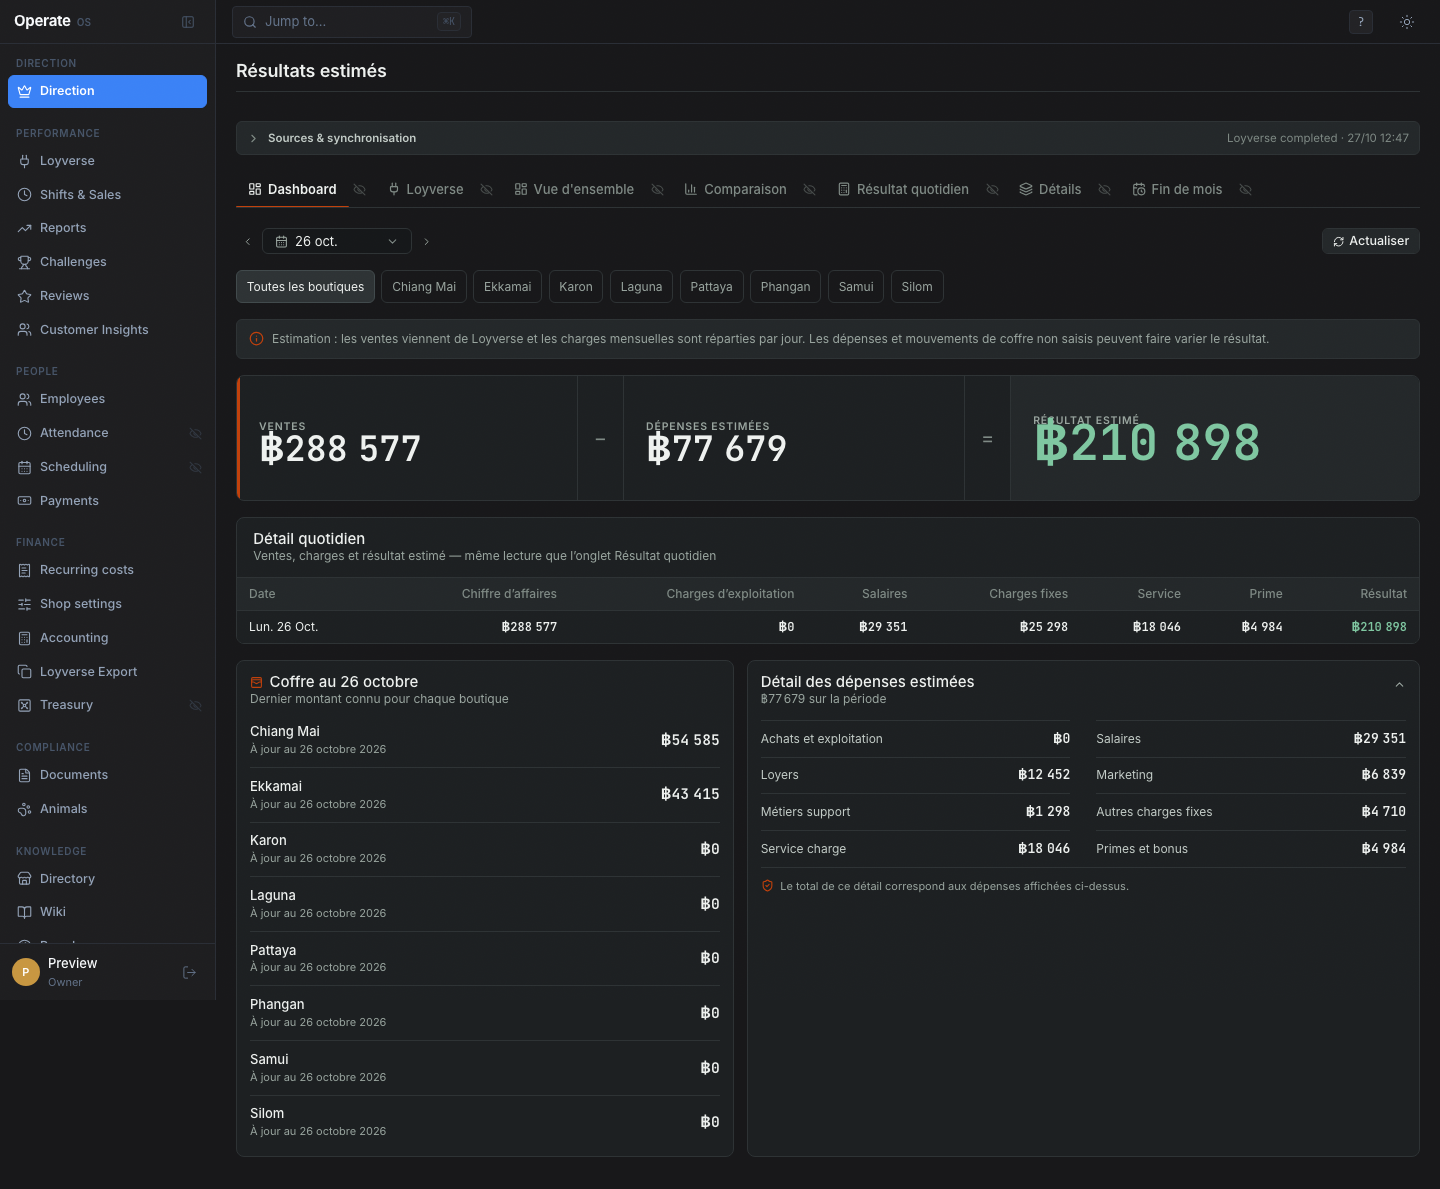 Operate OS
Jump to...
⌘K
?
DIRECTION
Direction
PERFORMANCE
Loyverse
Shifts & Sales
Reports
Challenges
Reviews
Customer Insights
PEOPLE
Employees
Attendance
Scheduling
Payments
FINANCE
Recurring costs
Shop settings
Accounting
Loyverse Export
Treasury
COMPLIANCE
Documents
Animals
KNOWLEDGE
Directory
Wiki
P
Preview
Owner
Résultats estimés
Sources & synchronisation
Loyverse completed · 27/10 12:47
Dashboard
Loyverse
Vue d'ensemble
Comparaison
Résultat quotidien
Détails
Fin de mois
26 oct.
Actualiser
Toutes les boutiques
Chiang Mai
Ekkamai
Karon
Laguna
Pattaya
Phangan
Samui
Silom
Estimation : les ventes viennent de Loyverse et les charges mensuelles sont réparties par jour. Les dépenses et mouvements de coffre non saisis peuvent faire varier le résultat.
VENTES
฿288 577
−
DÉPENSES ESTIMÉES
฿77 679
=
RÉSULTAT ESTIMÉ
฿210 898
Détail quotidien
Ventes, charges et résultat estimé — même lecture que l’onglet Résultat quotidien
Date Chiffre d’affaires Charges d’exploitation Salaires Charges fixes Service Prime Résultat
Lun. 26 Oct. ฿288 577 ฿0 ฿29 351 ฿25 298 ฿18 046 ฿4 984 ฿210 898
Coffre au 26 octobre
Dernier montant connu pour chaque boutique
Chiang Mai
À jour au 26 octobre 2026
฿54 585
Ekkamai
À jour au 26 octobre 2026
฿43 415
Karon
À jour au 26 octobre 2026
฿0
Laguna
À jour au 26 octobre 2026
฿0
Pattaya
À jour au 26 octobre 2026
฿0
Phangan
À jour au 26 octobre 2026
฿0
Samui
À jour au 26 octobre 2026
฿0
Silom
À jour au 26 octobre 2026
฿0
Détail des dépenses estimées
฿77 679 sur la période
Achats et exploitation ฿0
Salaires ฿29 351
Loyers ฿12 452
Marketing ฿6 839
Métiers support ฿1 298
Autres charges fixes ฿4 710
Service charge ฿18 046
Primes et bonus ฿4 984
Le total de ce détail correspond aux dépenses affichées ci-dessus.